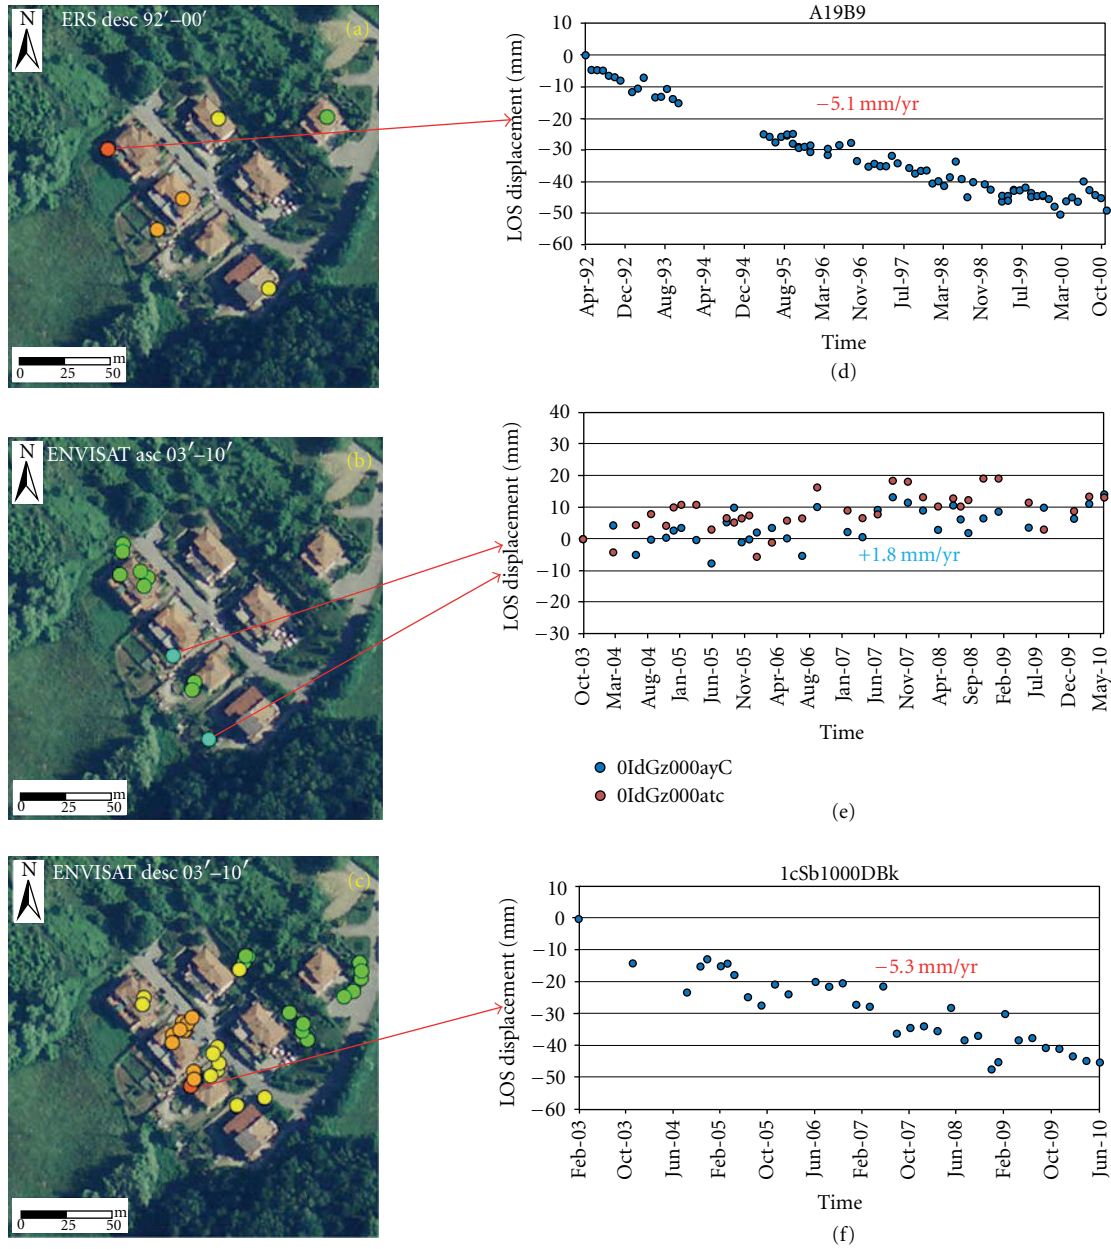 N
ERS desc 92′–00′
(a)
m
0 25 50
A19B9
LOS displacement (mm)
10
0
−10
−20
−30
−40
−50
−60
−5.1 mm/yr
Apr-92
Dec-92
Aug-93
Apr-94
Dec-94
Aug-95
Mar-96
Nov-96
Jul-97
Mar-98
Nov-98
Jul-99
Mar-00
Oct-00
Time
(d)
N
ENVISAT asc 03′–10′
(b)
m
0 25 50
LOS displacement (mm)
40
30
20
10
0
−10
−20
−30
+1.8 mm/yr
Oct-03
Mar-04
Aug-04
Jan-05
Jun-05
Nov-05
Apr-06
Aug-06
Jan-07
Jun-07
Nov-07
Apr-08
Sep-08
Feb-09
Jul-09
Dec-09
May-10
Time
0IdGz000ayC
0IdGz000atc
(e)
N
ENVISAT desc 03′–10′
(c)
m
0 25 50
1cSb1000DBk
LOS displacement (mm)
10
0
−10
−20
−30
−40
−50
−60
−5.3 mm/yr
Feb-03
Oct-03
Jun-04
Feb-05
Oct-05
Jun-06
Feb-07
Oct-07
Jun-08
Feb-09
Oct-09
Jun-10
Time
(f)